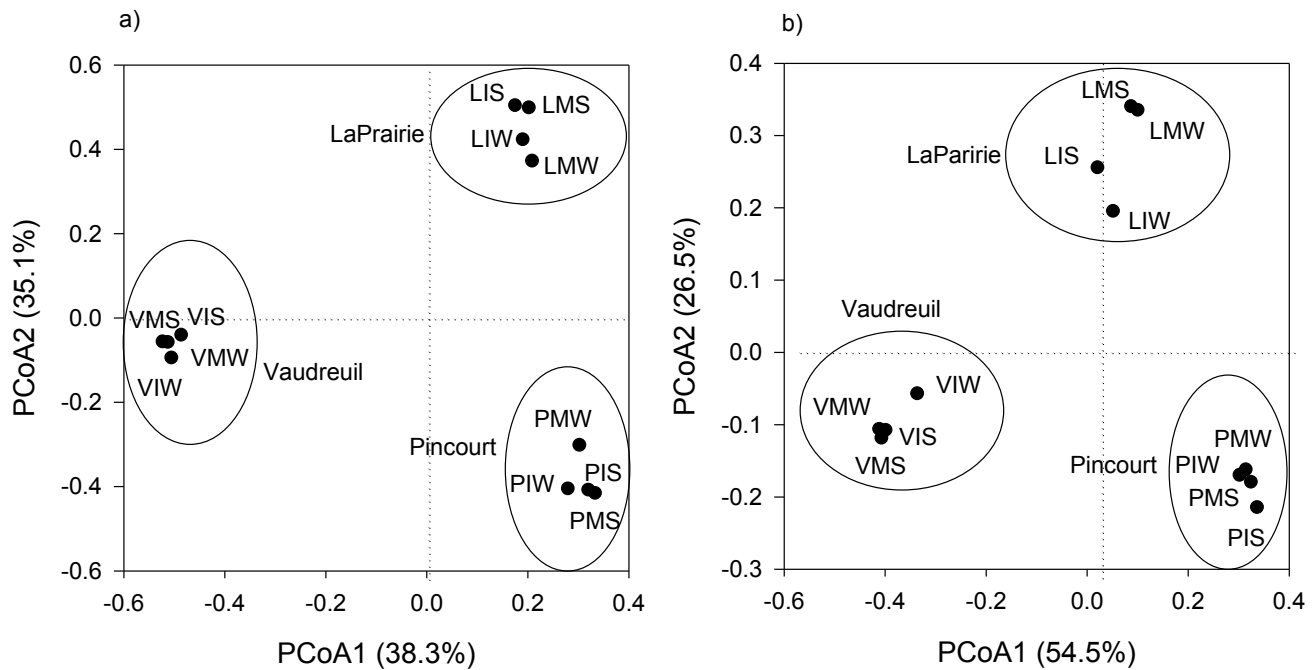 a)
0.6
0.4
0.2
0.0
-0.2
-0.4
-0.6
PCoA2 (35.1%)
LaPrairie
LIS
LMS
LIW
LMW
VMS
VIS
VMW
VIW
Vaudreuil
Pincourt
PMW
PIS
PIW
PMS
-0.6
-0.4
-0.2
0.0
0.2
0.4
PCoA1 (38.3%)
b)
0.4
0.3
0.2
0.1
0.0
-0.1
-0.2
-0.3
PCoA2 (26.5%)
LMS
LMW
LaParirie
LIS
LIW
Vaudreuil
VIW
VMW
VIS
VMS
Pincourt
PMW
PIW
PMS
PIS
-0.6
-0.4
-0.2
0.0
0.2
0.4
PCoA1 (54.5%)